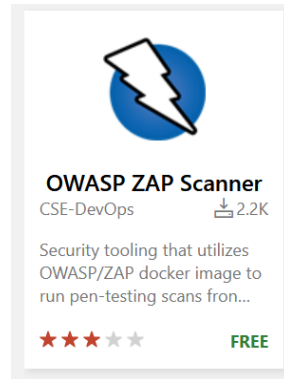 OWASP ZAP Scanner
CSE-DevOps 2.2K
Security tooling that utilizes
OWASP/ZAP docker image to
run pen-testing scans fron...
FREE